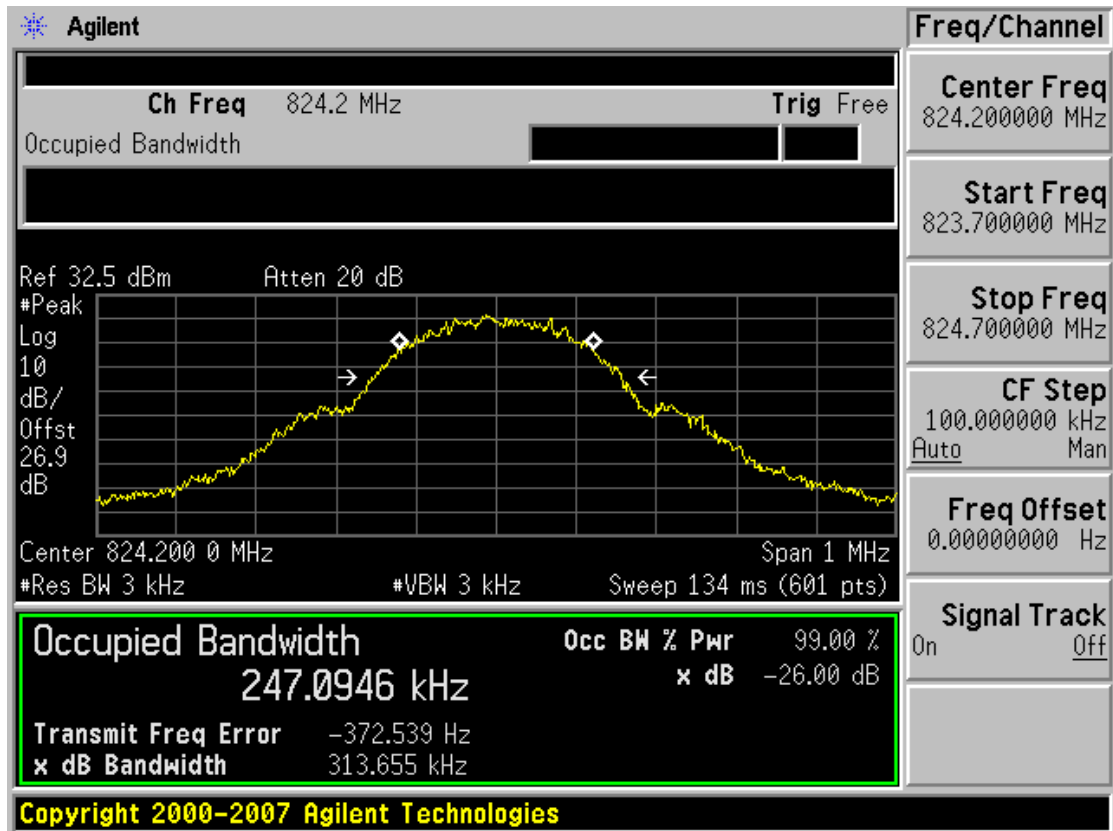 Agilent
Ch Freq 824.2 MHz Trig Free
Occupied Bandwidth
Ref 32.5 dBm Atten 20 dB
#Peak
Log
10
dB/
Offst
26.9
dB
Center 824.200 0 MHz Span 1 MHz
#Res BW 3 kHz #VBW 3 kHz Sweep 134 ms (601 pts)
Occupied Bandwidth Occ BW % Pwr 99.00 %
247.0946 kHz x dB -26.00 dB
Transmit Freq Error -372.539 Hz
x dB Bandwidth 313.655 kHz
Copyright 2000-2007 Agilent Technologies
Freq/Channel
Center Freq
824.200000 MHz
Start Freq
823.700000 MHz
Stop Freq
824.700000 MHz
CF Step
100.000000 kHz
Auto Man
Freq Offset
0.00000000 Hz
Signal Track
On Off